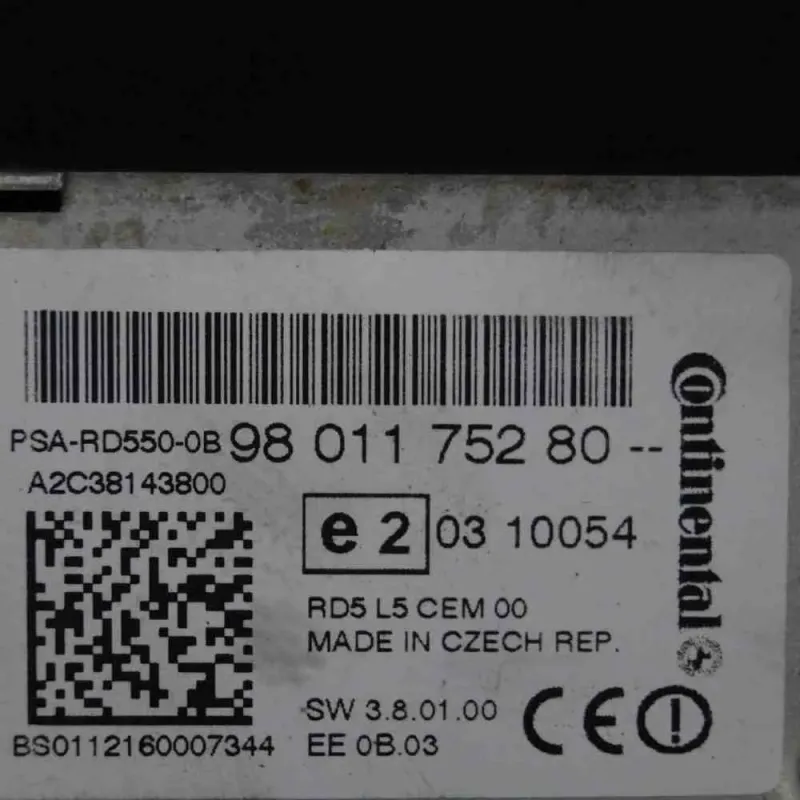 PSA-RD550-0B 98 011 752 80 --
A2C38143800
e 2 03 10054
RD5 L5 CEM 00
MADE IN CZECH REP.
SW 3.8.01.00
EE 0B.03
BS0112160007344
CE
Continental